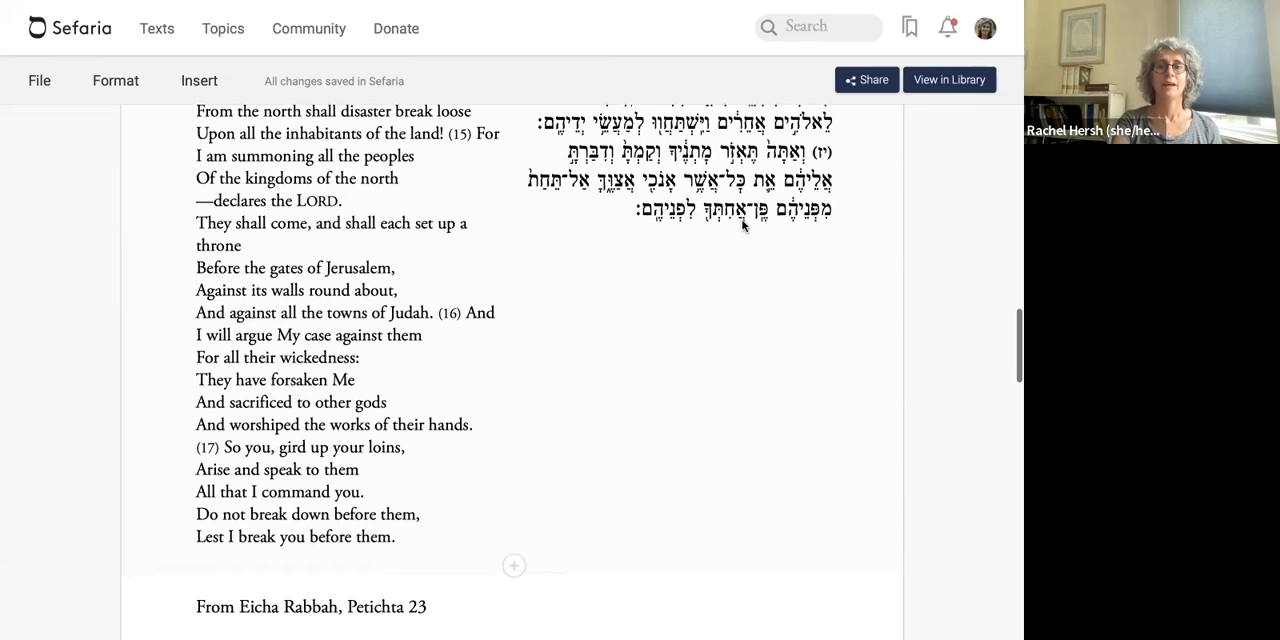 Sefaria
Texts
Topics
Community
Donate
Search
File
Format
Insert
All changes saved in Sefaria
Share
View in Library
Rachel Hersh (she/he...
From the north shall disaster break loose
Upon all the inhabitants of the land! (15) For
I am summoning all the peoples
Of the kingdoms of the north
—declares the LORD.
They shall come, and shall each set up a
throne
Before the gates of Jerusalem,
Against its walls round about,
And against all the towns of Judah. (16) And
I will argue My case against them
For all their wickedness:
They have forsaken Me
And sacrificed to other gods
And worshiped the works of their hands.
(17) So you, gird up your loins,
Arise and speak to them
All that I command you.
Do not break down before them,
Lest I break you before them.
לֵאלֹהִ֣ים אֲחֵרִ֔ים וַיִּֽשְׁתַּחֲו֖וּ לְמַעֲשֵׂ֥י יְדֵיהֶֽם׃
(יז) וְאַתָּה֙ תֶּאְזֹ֣ר מׇתְנֶ֔יךָ וְקַמְתָּ֙ וְדִבַּרְתָּ֣
אֲלֵיהֶ֔ם אֵ֛ת כׇּל־אֲשֶׁ֥ר אָנֹכִ֖י אֲצַוֶּ֑ךָּ אַל־תֵּחַת֙
מִפְּנֵיהֶ֔ם פֶּֽן־אֲחִתְּךָ֖ לִפְנֵיהֶֽם׃
From Eicha Rabbah, Petichta 23